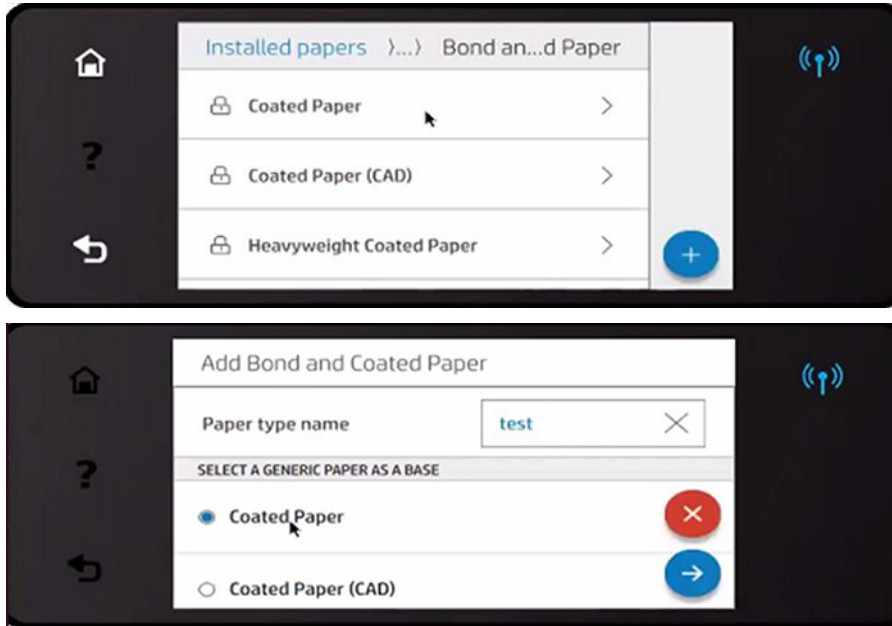 Installed papers 〉...〉 Bond an...d Paper
Coated Paper
Coated Paper (CAD)
Heavyweight Coated Paper
Add Bond and Coated Paper
Paper type name test
SELECT A GENERIC PAPER AS A BASE
Coated Paper
Coated Paper (CAD)